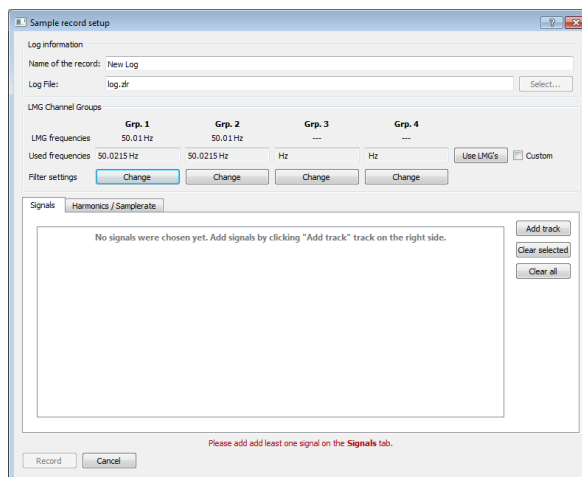 Sample record setup
Log information
Name of the record: New Log
Log File: log.zlr Select...
LMG Channel Groups
Grp. 1 Grp. 2 Grp. 3 Grp. 4
LMG frequencies 50.01 Hz 50.01 Hz --- ---
Used frequencies 50.0215 Hz 50.0215 Hz Hz Hz Use LMG's Custom
Filter settings Change Change Change Change
Signals Harmonics / Samplerate
No signals were chosen yet. Add signals by clicking "Add track" track on the right side.
Add track
Clear selected
Clear all
Please add add least one signal on the Signals tab.
Record Cancel